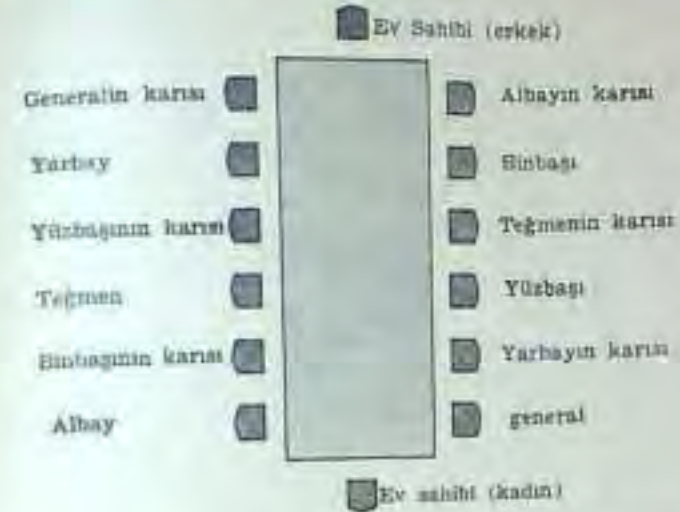 Ev Sahibi (erkek)
Generalin karısı
Albayın karısı
Yarbay
Binbaşı
Yüzbaşının karısı
Teğmenin karısı
Teğmen
Yüzbaşı
Binbaşının karısı
Yarbayın karısı
Albay
general
Ev sahibi (kadın)